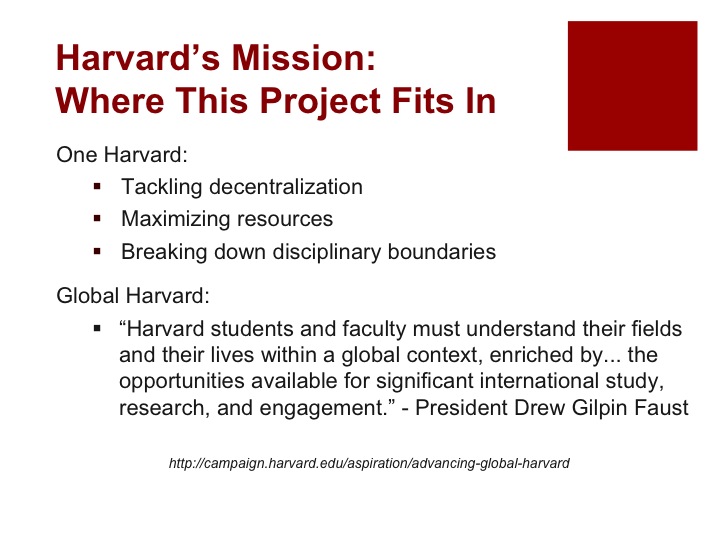 Harvard’s Mission:
Where This Project Fits In
One Harvard:
▪ Tackling decentralization
▪ Maximizing resources
▪ Breaking down disciplinary boundaries
Global Harvard:
▪ “Harvard students and faculty must understand their fields
and their lives within a global context, enriched by... the
opportunities available for significant international study,
research, and engagement.” - President Drew Gilpin Faust
http://campaign.harvard.edu/aspiration/advancing-global-harvard